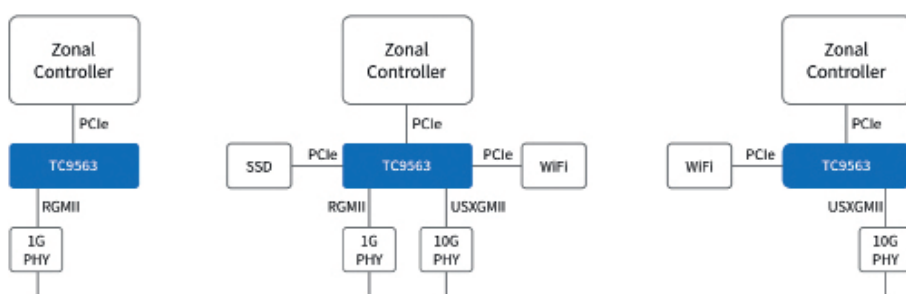 Zonal
Controller
PCIe
TC9563
RGMII
1G
PHY
Zonal
Controller
PCIe
SSD
PCIe
TC9563
PCIe
WiFi
RGMII
USXGMII
1G
PHY
10G
PHY
Zonal
Controller
PCIe
WiFi
PCIe
TC9563
USXGMII
10G
PHY